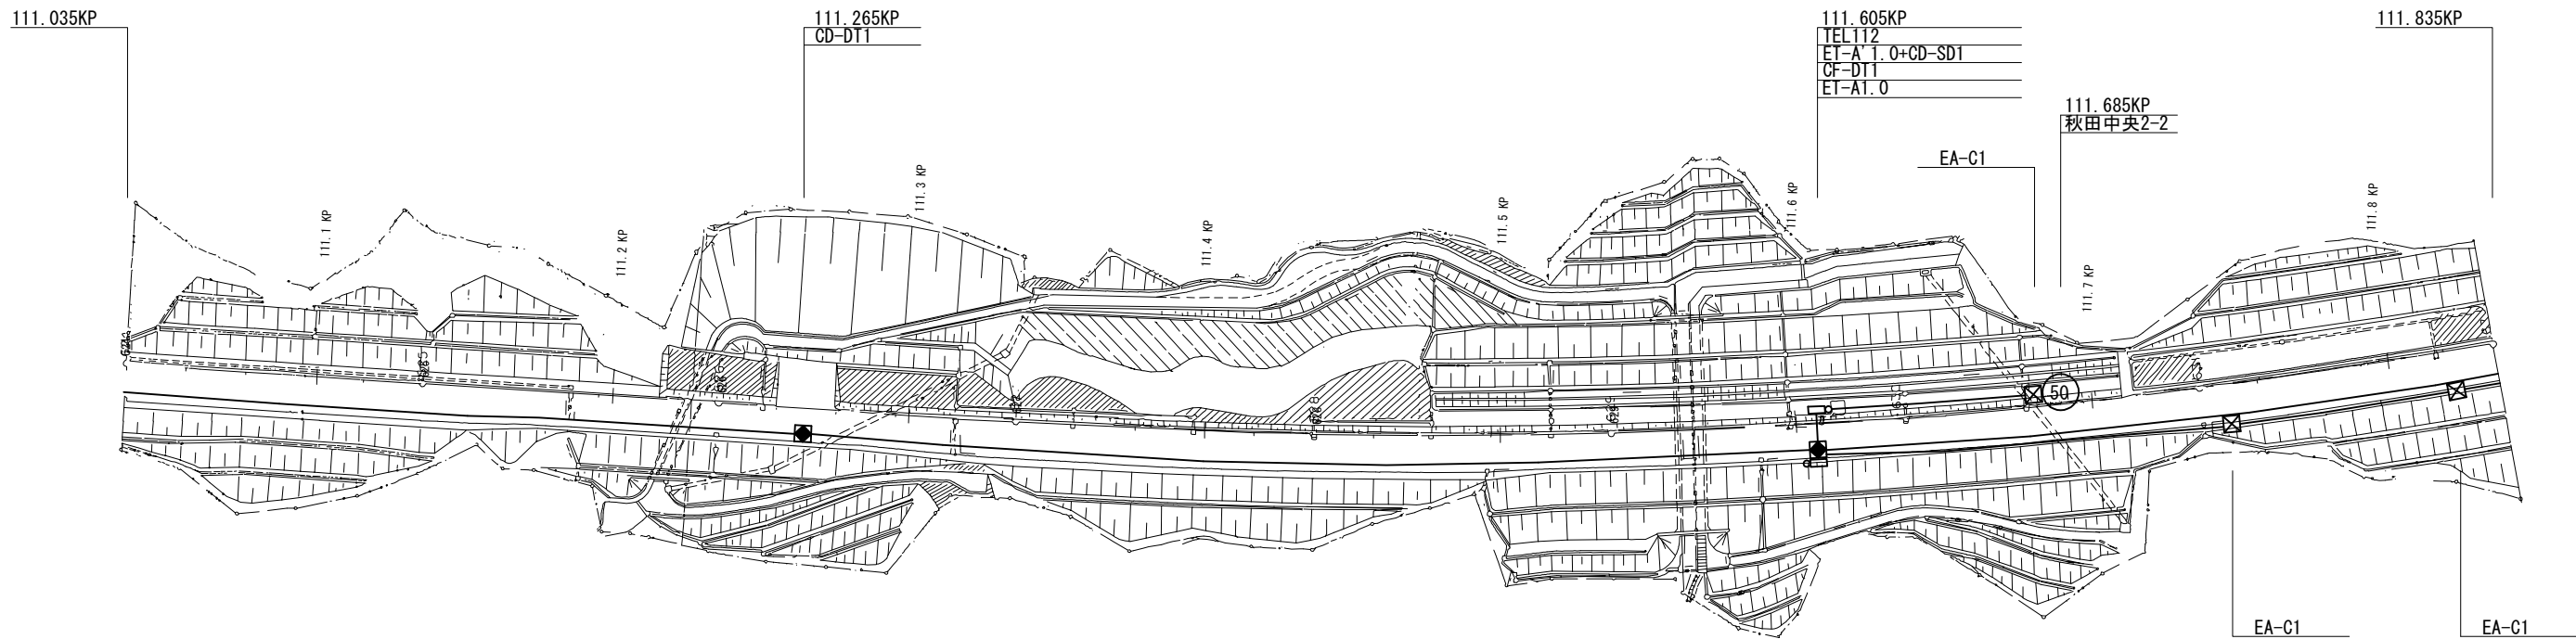 111.035KP
111.265KP
CD-DT1
111.605KP
TEL112
ET-A'1.0+CD-SD1
CF-DT1
ET-A1.0
111.835KP
111.685KP
秋田中央2-2
EA-C1
111.1 KP
111.2 KP
111.3 KP
111.4 KP
111.5 KP
111.6 KP
111.7 KP
111.8 KP
50
EA-C1
EA-C1